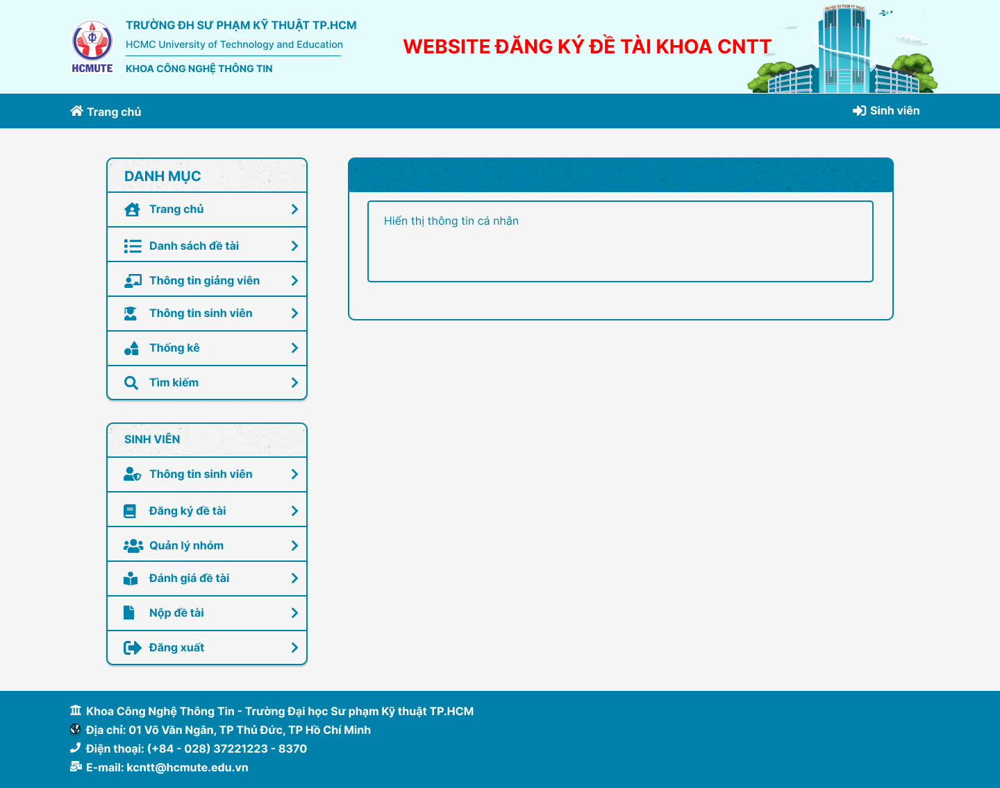 TRƯỜNG ĐH SƯ PHẠM KỸ THUẬT TP.HCM
HCMC University of Technology and Education
KHOA CÔNG NGHỆ THÔNG TIN
HCMUTE
WEBSITE ĐĂNG KÝ ĐỀ TÀI KHOA CNTT
ĐẠI HỌC SƯ PHẠM KỸ THUẬT
Trang chủ
Sinh viên
DANH MỤC
Trang chủ
Danh sách đề tài
Thông tin giảng viên
Thông tin sinh viên
Thống kê
Tìm kiếm
Hiển thị thông tin cá nhân
SINH VIÊN
Thông tin sinh viên
Đăng ký đề tài
Quản lý nhóm
Đánh giá đề tài
Nộp đề tài
Đăng xuất
Khoa Công Nghệ Thông Tin - Trường Đại học Sư phạm Kỹ thuật TP.HCM
Địa chỉ: 01 Võ Văn Ngân, TP Thủ Đức, TP Hồ Chí Minh
Điện thoại: (+84 - 028) 37221223 - 8370
E-mail: kcntt@hcmute.edu.vn